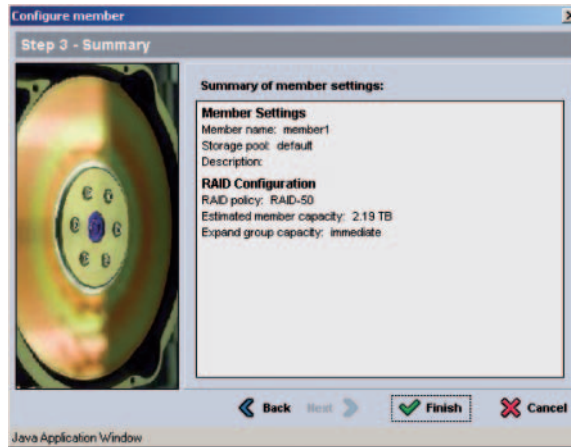 Configure member
Step 3 - Summary
Summary of member settings:
Member Settings
Member name: member1
Storage pool: default
Description:
RAID Configuration
RAID policy: RAID-50
Estimated member capacity: 2.19 TB
Expand group capacity: immediate
Back Next Finish Cancel
Java Application Window